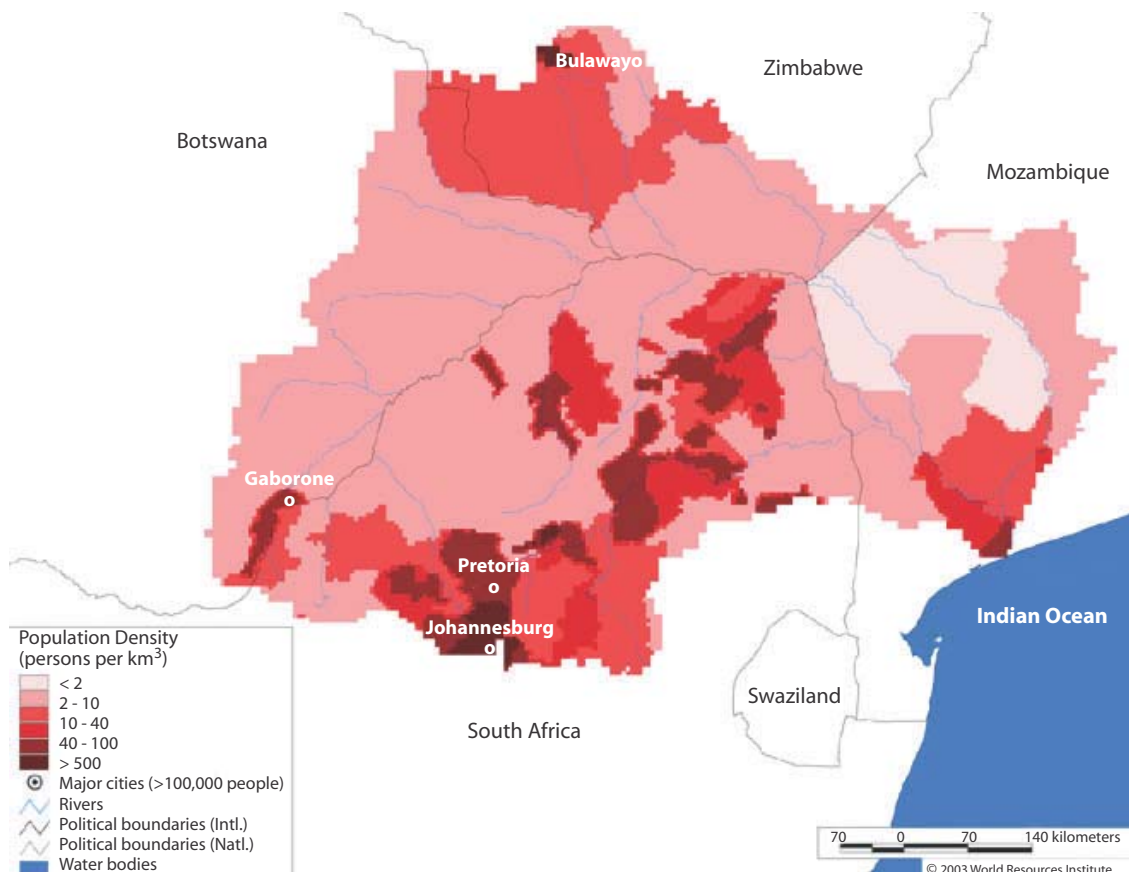 Bulawayo
Zimbabwe
Botswana
Mozambique
Gaborone
Pretoria
Johannesburg
Indian Ocean
Swaziland
South Africa
Population Density
(persons per km³)
< 2
2 - 10
10 - 40
40 - 100
> 500
Major cities (>100,000 people)
Rivers
Political boundaries (Intl.)
Political boundaries (Natl.)
Water bodies
70 0 70 140 kilometers
© 2003 World Resources Institute